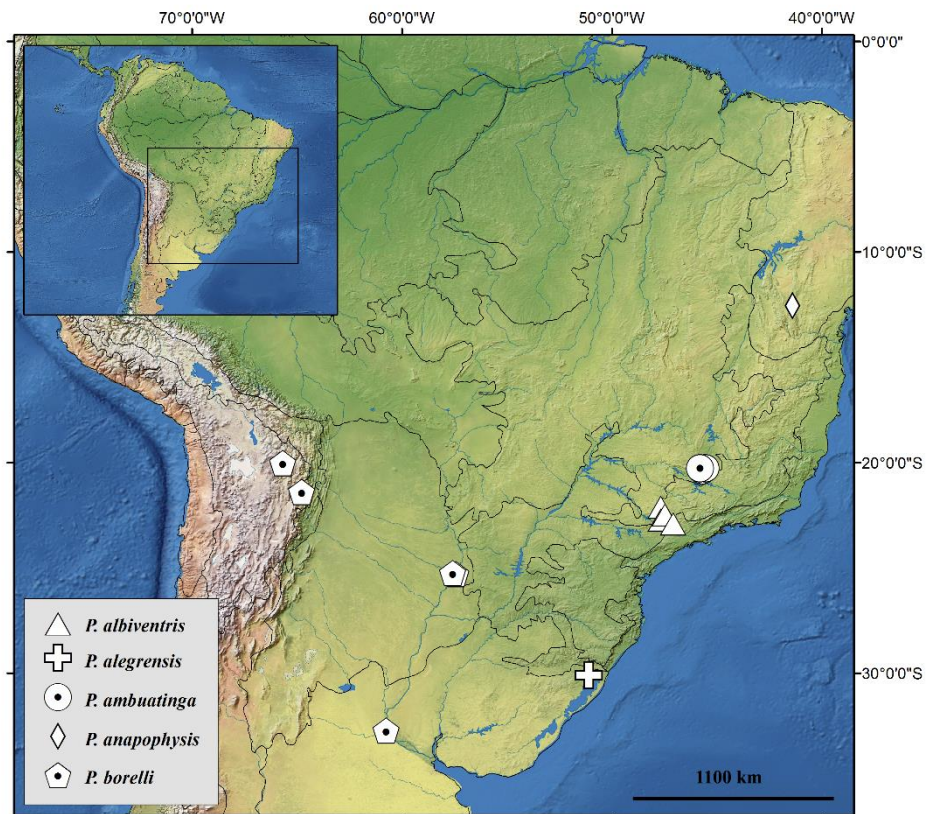 70°0'0"W 60°0'0"W 50°0'0"W 40°0'0"W
0°0'0"
10°0'0"S
20°0'0"S
30°0'0"S
P. albiventris
P. alegrensis
P. ambuatinga
P. anapophysis
P. borelli
1100 km